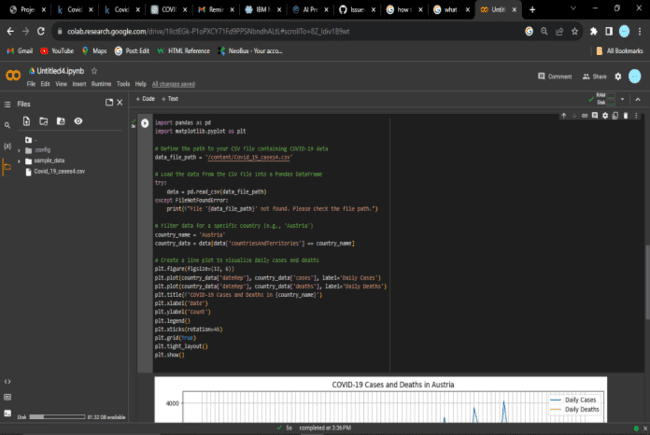 Proje
Covid
Covid
COVI
Covid
Remi
IBM
AI Pro
Issue
how
what
Untit
colab.research.google.com/drive/
Gmail
YouTube
Maps
Post: Edit
HTML Reference
NeoBux - Your acco...
All Bookmarks
Untitled4.ipynb
File Edit View Insert Runtime Tools Help All changes saved
Comment
Share
Files
+ Code + Text
RAM
Disk
..
.config
sample_data
Covid_19_cases4.csv
import pandas as pd
import matplotlib.pyplot as plt
# Define the path to your CSV file containing COVID-19 data
data_file_path = '/content/Covid_19_cases4.csv'
# Load the data from the CSV file into a Pandas DataFrame
try:
data = pd.read_csv(data_file_path)
except FileNotFoundError:
print(f"File '{data_file_path}' not found. Please check the file path.")
# Filter data for a specific country (e.g., 'Austria')
country_name = 'Austria'
country_data = data[data['countriesAndTerritories'] == country_name]
# Create a line plot to visualize daily cases and deaths
plt.figure(figsize=(12, 6))
plt.plot(country_data['dateRep'], country_data['cases'], label='Daily Cases')
plt.plot(country_data['dateRep'], country_data['deaths'], label='Daily Deaths')
plt.title(f'COVID-19 Cases and Deaths in {country_name}')
plt.xlabel('Date')
plt.ylabel('Count')
plt.legend()
plt.xticks(rotation=45)
plt.grid(True)
plt.tight_layout()
plt.show()
COVID-19 Cases and Deaths in Austria
4000
Daily Cases
Daily Deaths
Disk
81.32 GB available
5s completed at 3:36 PM